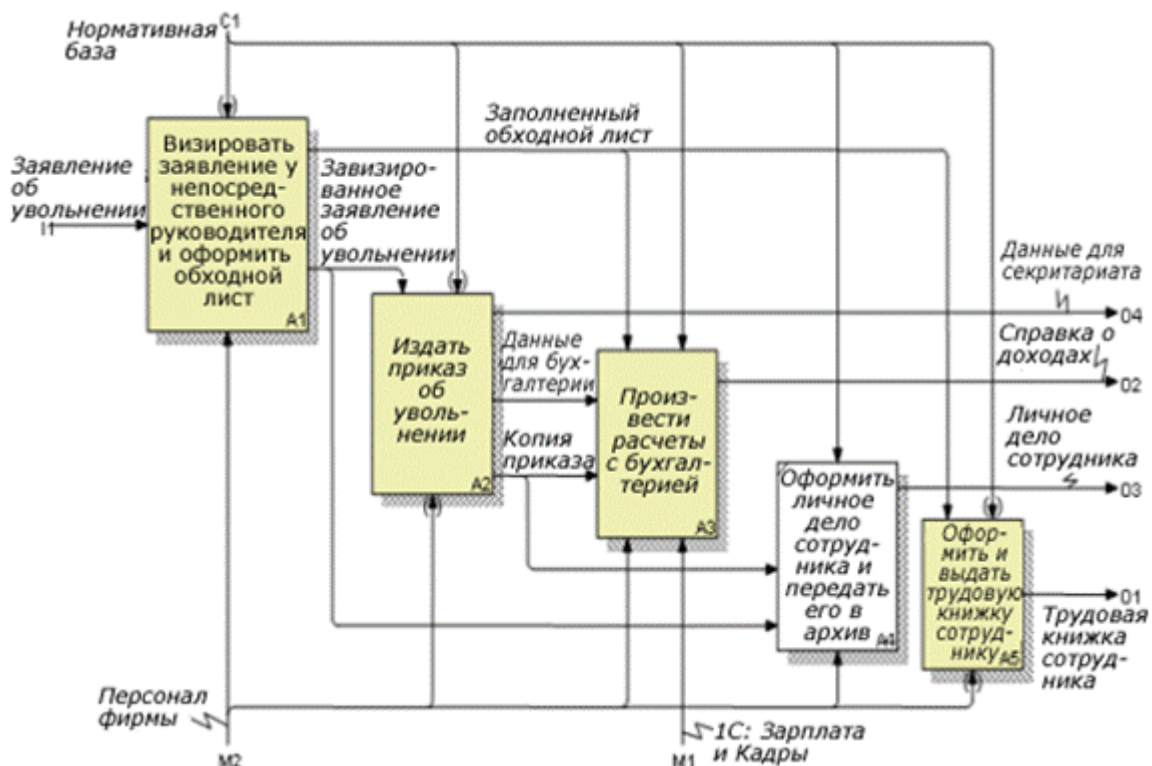 Нормативная
база
C1
Заявление
об
увольнении
I1
Визировать
заявление у
непосред-
ственного
руководителя
и оформить
обходной
лист
A1
Заполненный
обходной лист
Завизиро-
ванное
заявление
об
увольнении
Издать
приказ
об
уволь-
нении
A2
Данные
для бух-
галтерии
Копия
приказа
Произ-
вести
расчеты
с бухгал-
терией
A3
Оформить
личное
дело
сотруд-
ника и
передать
его в
архив
A4
Офор-
мить и
выдать
трудовую
книжку
сотруд-
нику
A5
Данные для
секритариата
O4
Справка о
доходах
O2
Личное
дело
сотрудника
O3
O1
Трудовая
книжка
сотруд-
ника
Персонал
фирмы
M2
1С: Зарплата
и Кадры
M1